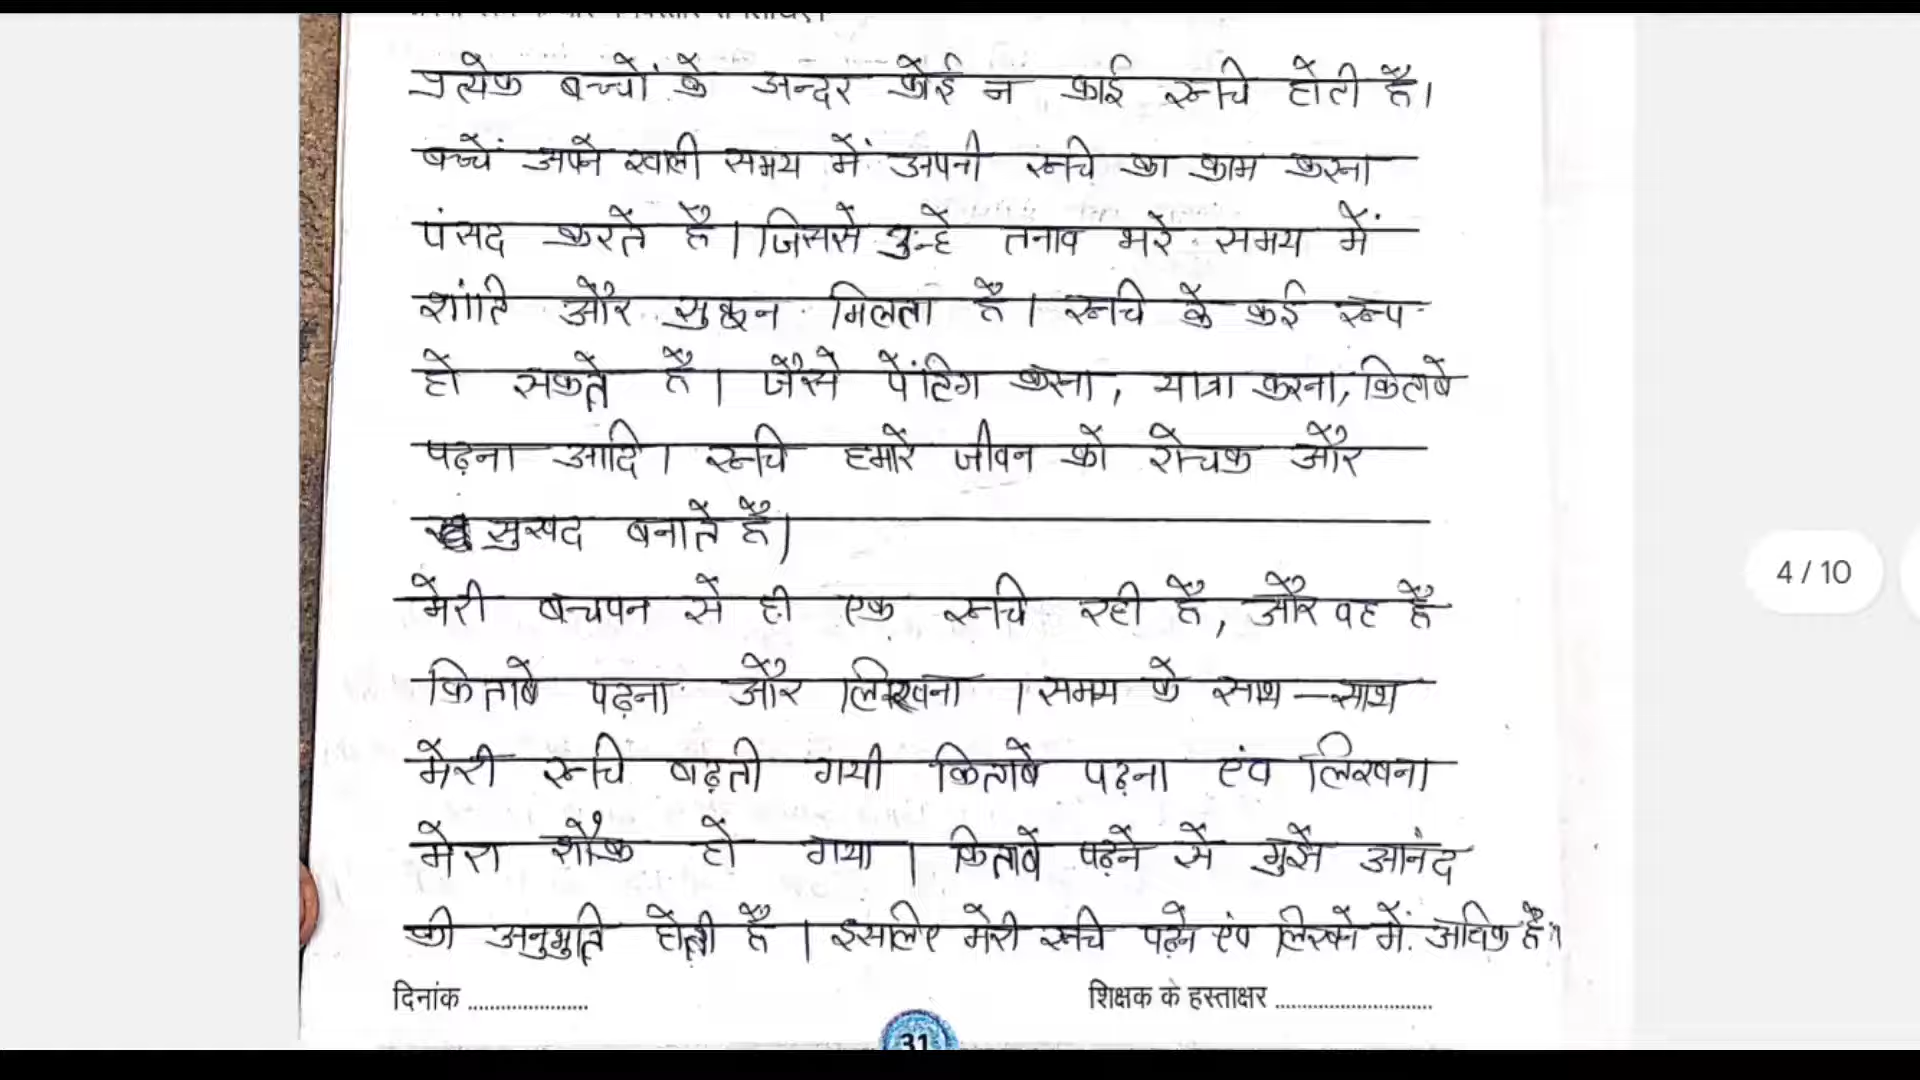 प्रत्येक बच्चों के अन्दर कोई न काई रूचि होती है।
बच्चें अपने खाली समय में अपनी रूचि का काम करना
पंसद करते है। जिससे उन्हे तनाव भरे समय में
शांति और सुकुन मिलता है। रूचि के कई रूप
हो सकते है। जैसे पेंटिग करना, यात्रा करना, किताबे
पढ़ना आदि। रूचि हमारे जीवन को रोचक और
सुखद बनाते है।
मेरी बचपन से ही एक रूचि रही है, और वह है
किताबे पढ़ना और लिखना। समय के साथ-साथ
मेरी रूचि बढ़ती गयी किताबे पढ़ना एंव लिखना
मेरा शौक हो गया। किताबे पढ़ने से मुझे आनंद
की अनुभुति होती है। इसलिए मेरी रूचि पढ़ने एंव लिखने में अधिक है।
दिनांक .................... शिक्षक के हस्ताक्षर ..........................
31
4 / 10